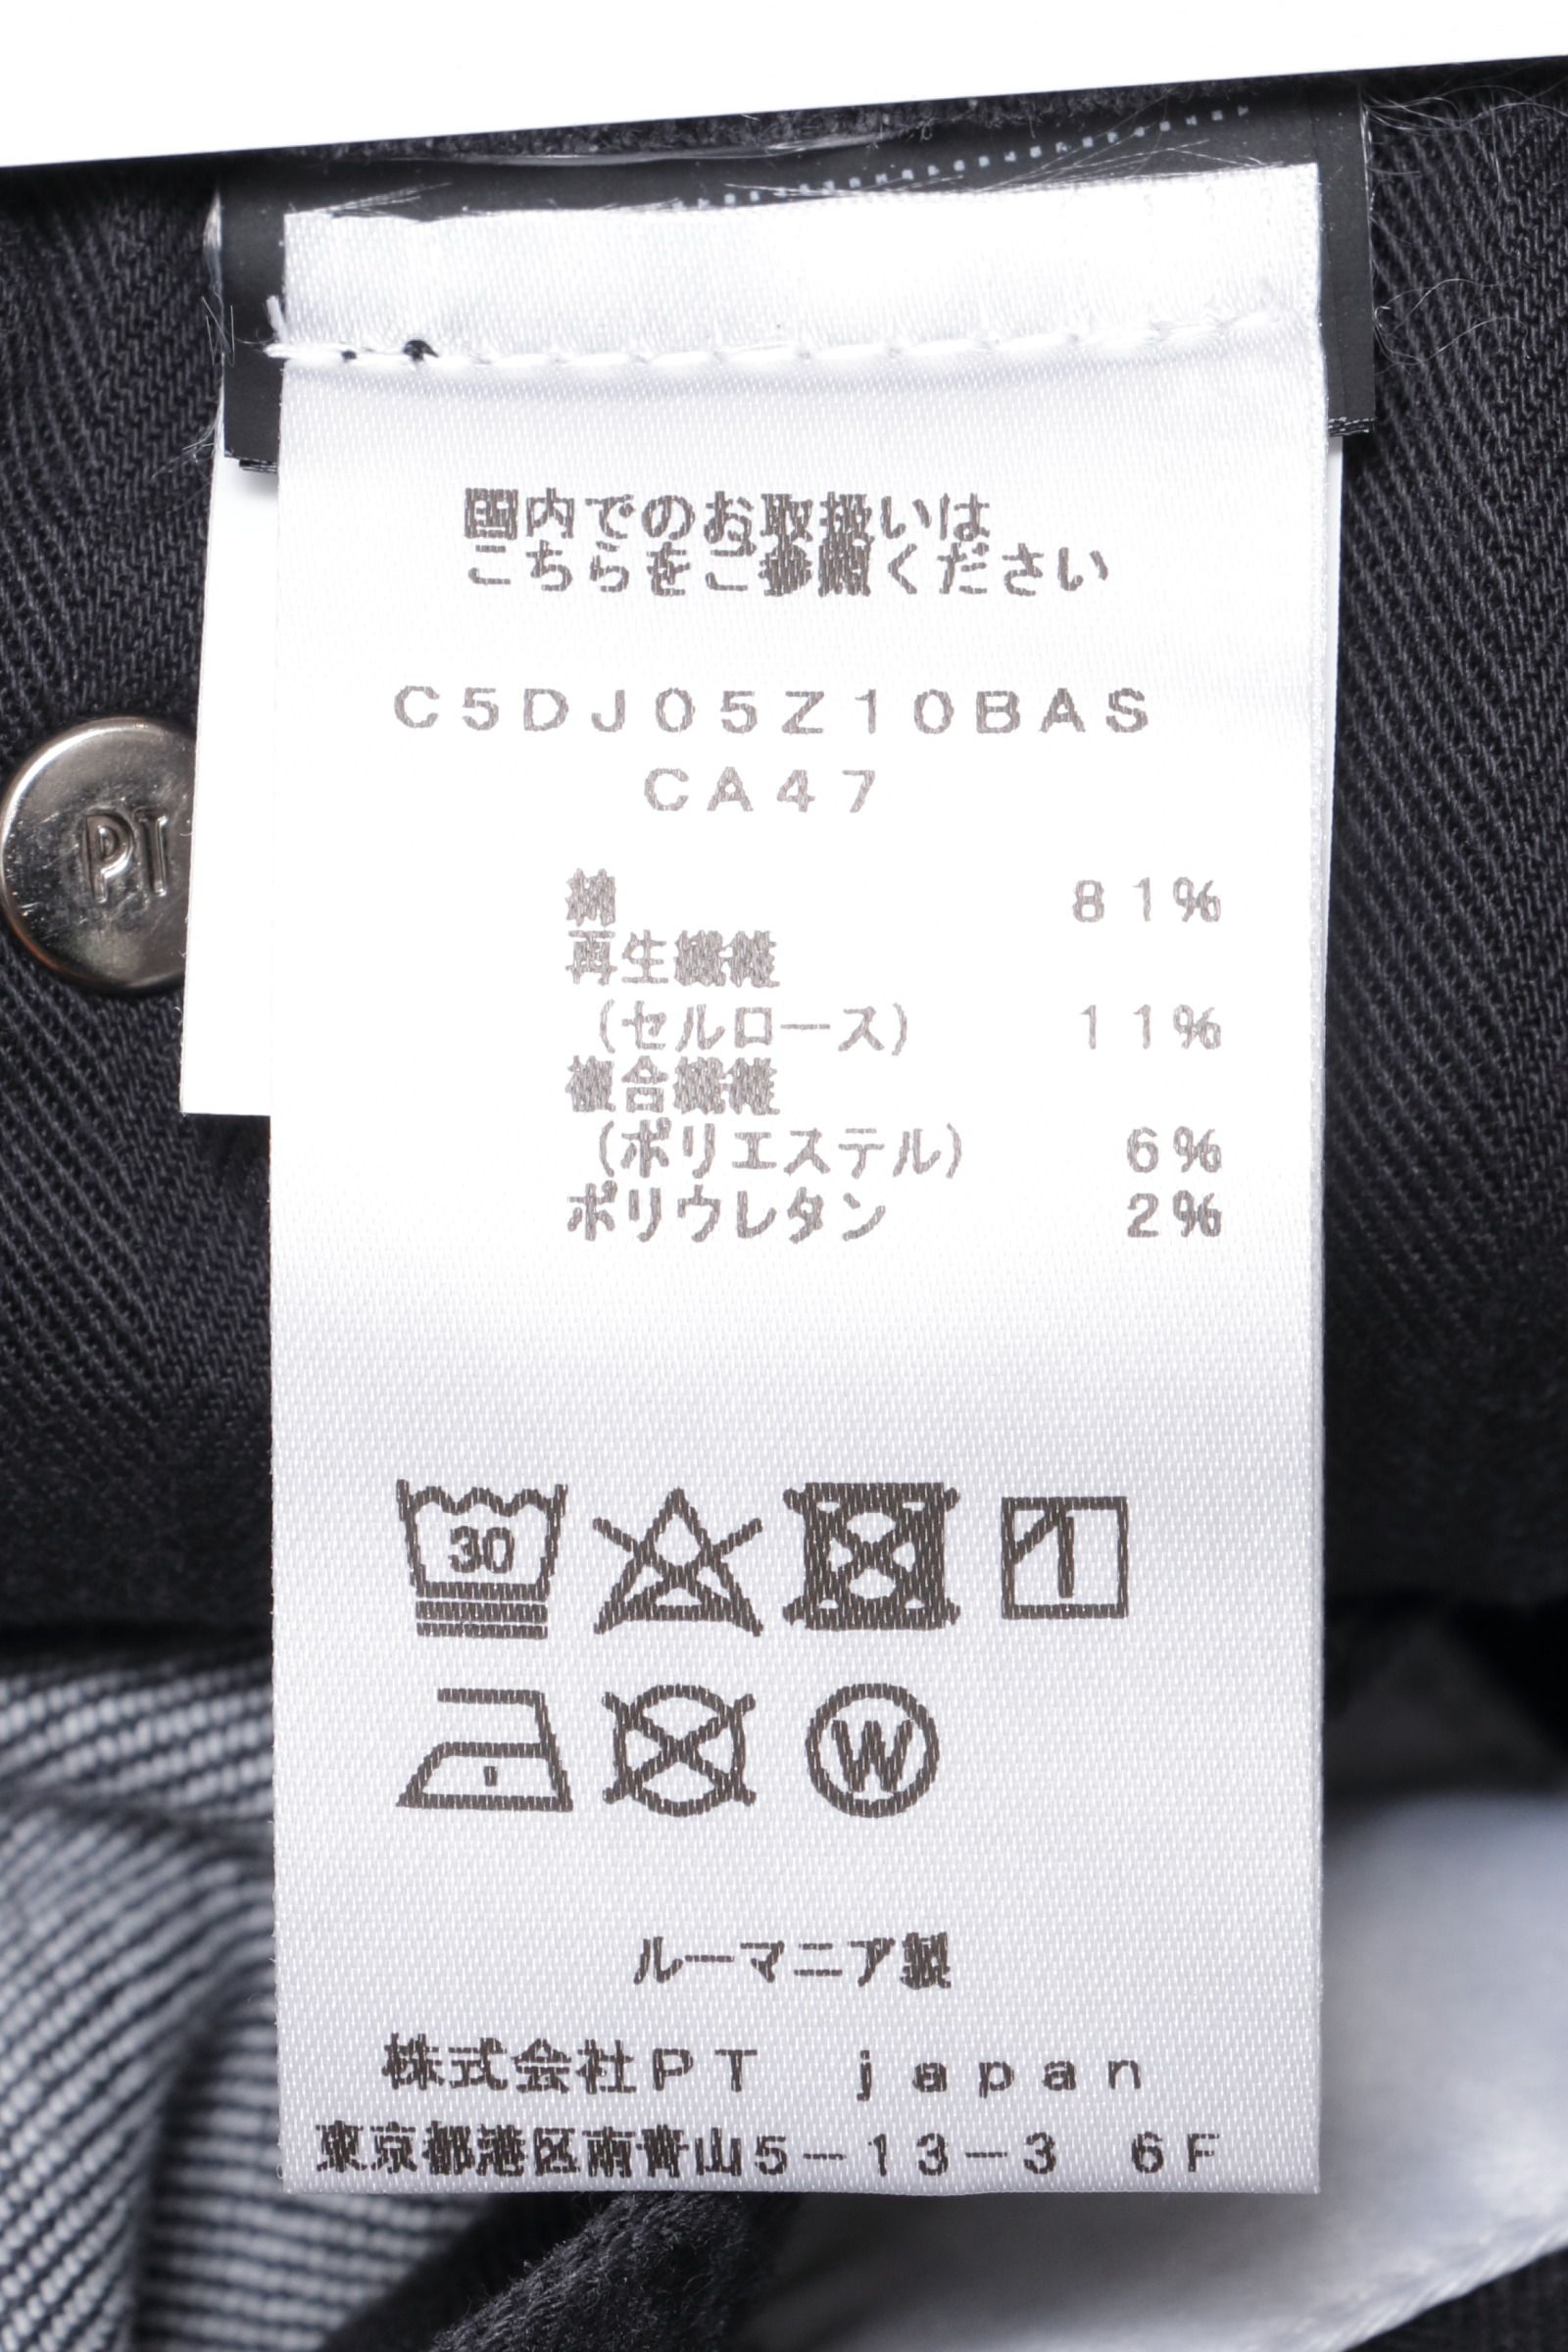 国内でのお取扱いは
こちらをご参照ください
C5DJ05Z10BAS
CA47
綿 81%
再生繊維
(セルロース) 11%
複合繊維
(ポリエステル) 6%
ポリウレタン 2%
PT
30
W
ルーマニア製
株式会社PT japan
東京都港区南青山5-13-3 6F